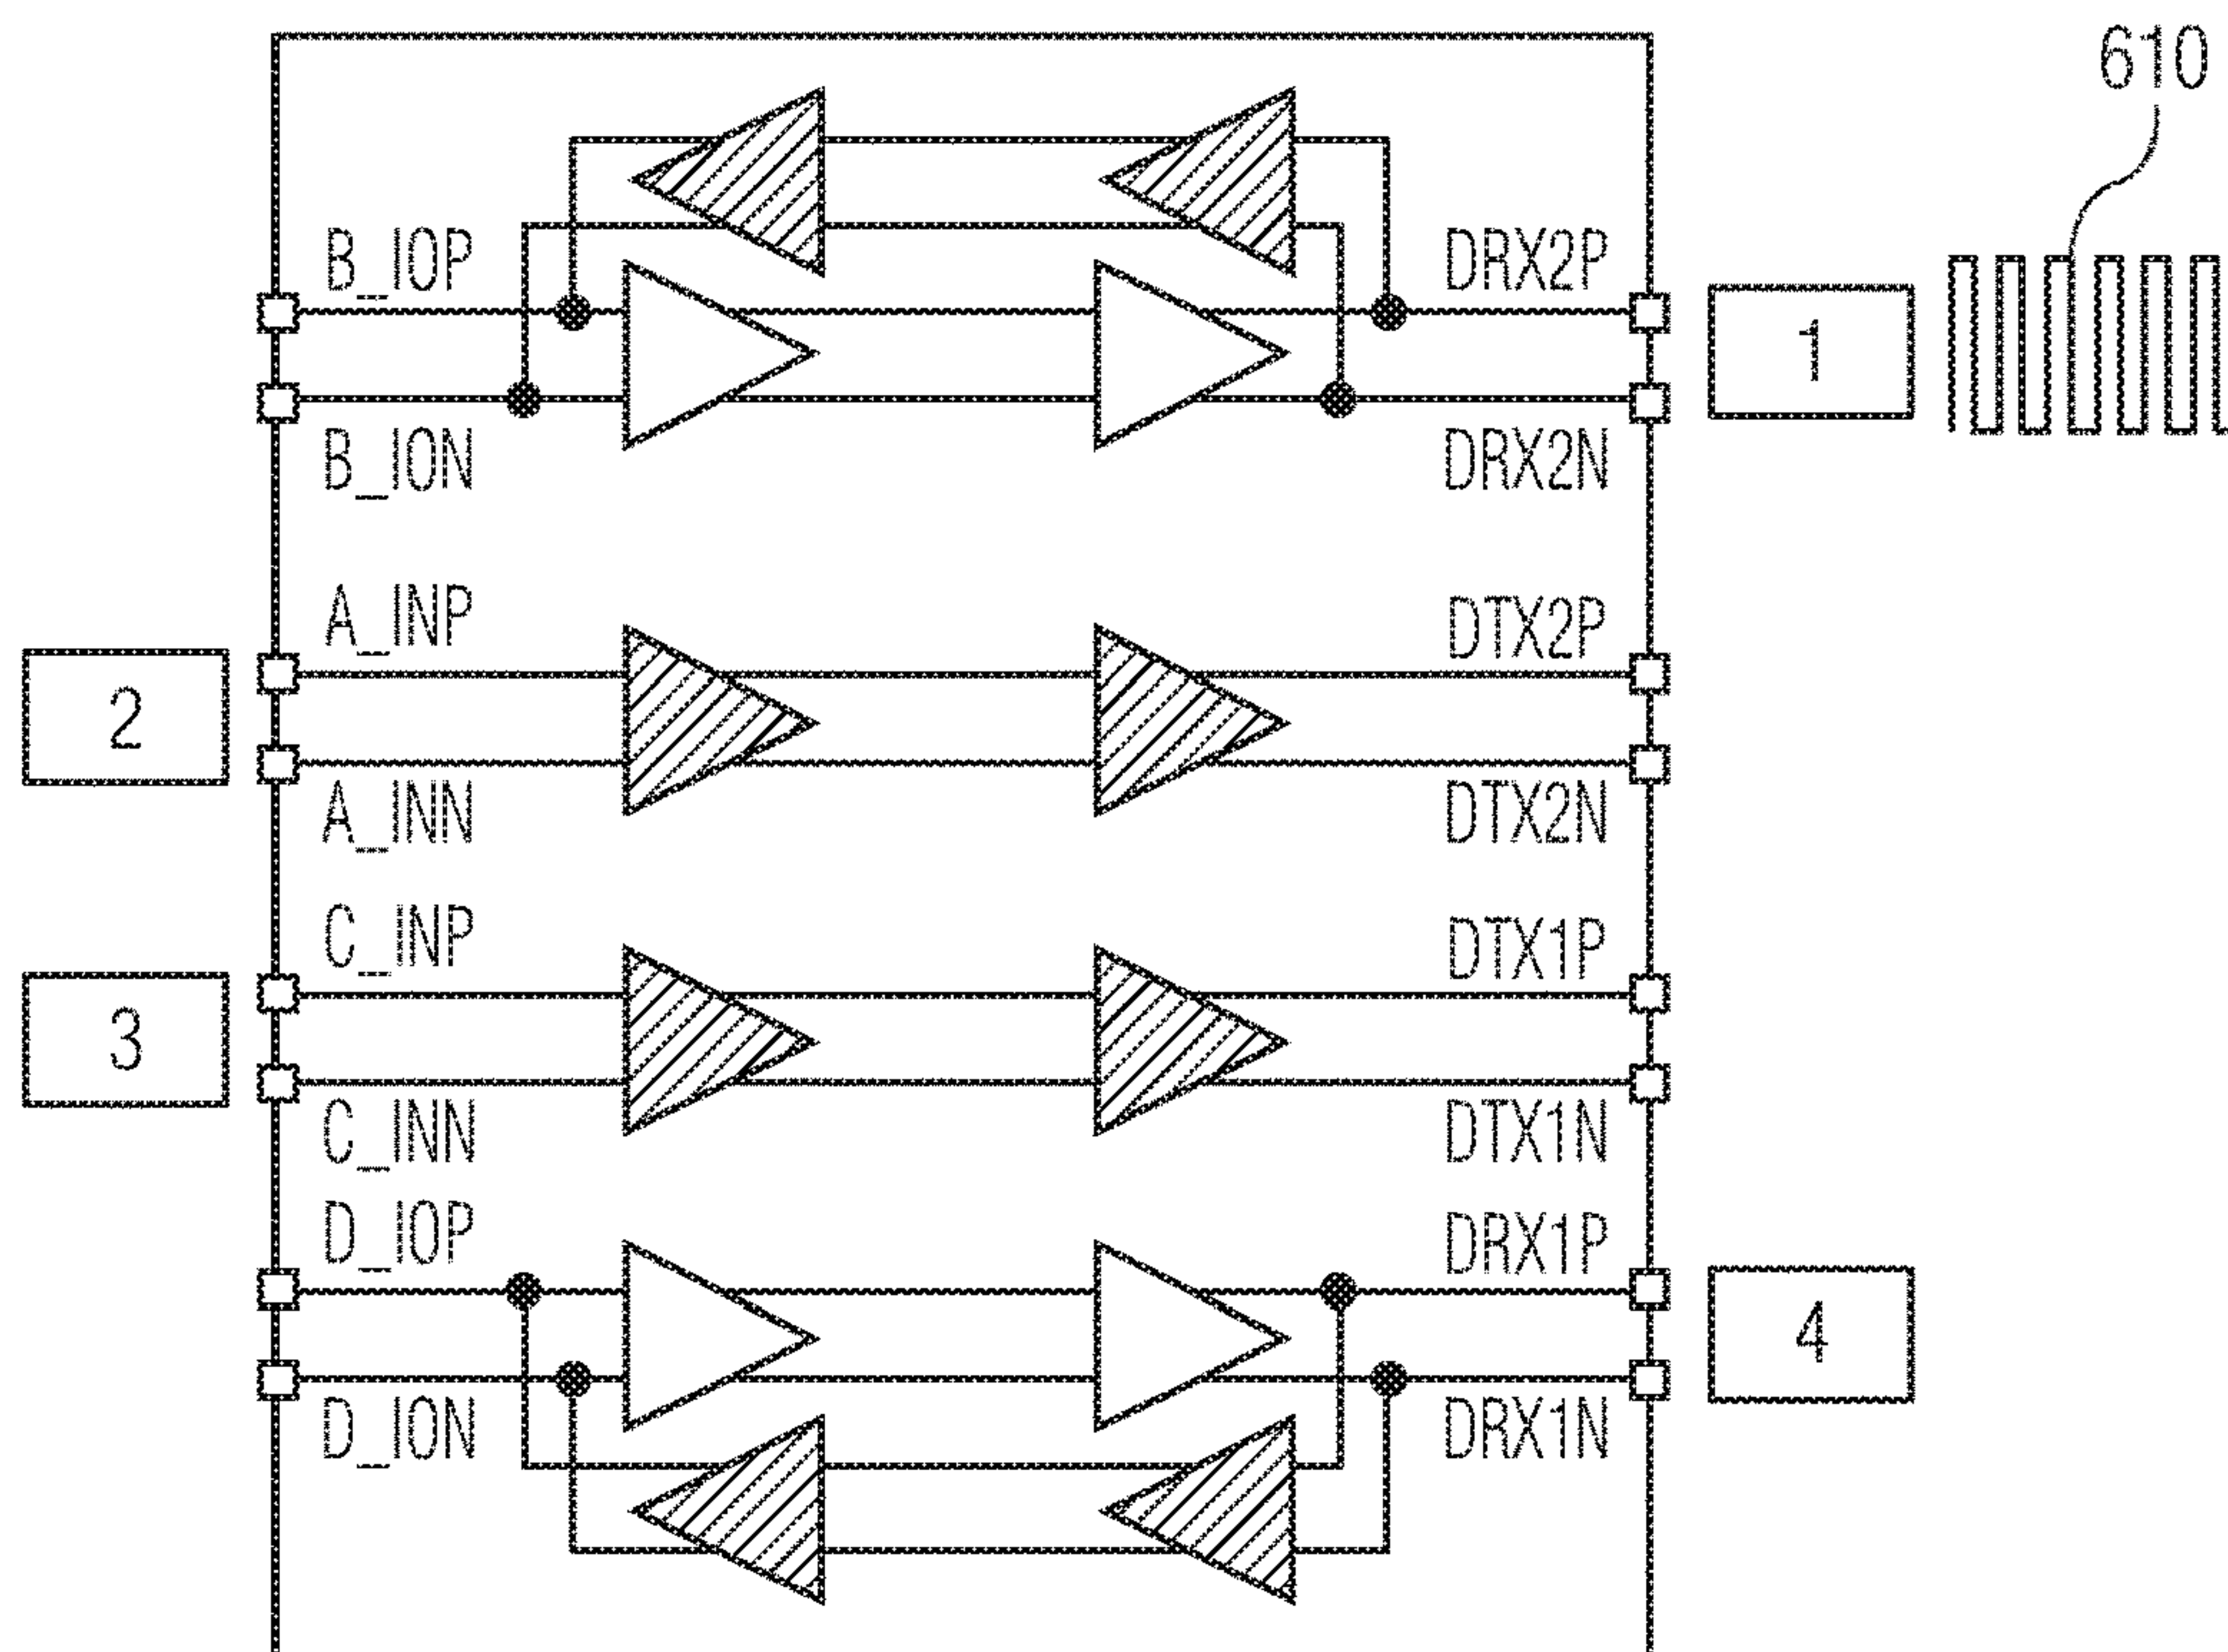 610
B_IOP
DRX2P
1
B_ION
DRX2N
A_INP
DTX2P
2
A_INN
DTX2N
C_INP
DTX1P
3
C_INN
DTX1N
D_IOP
DRX1P
4
D_ION
DRX1N